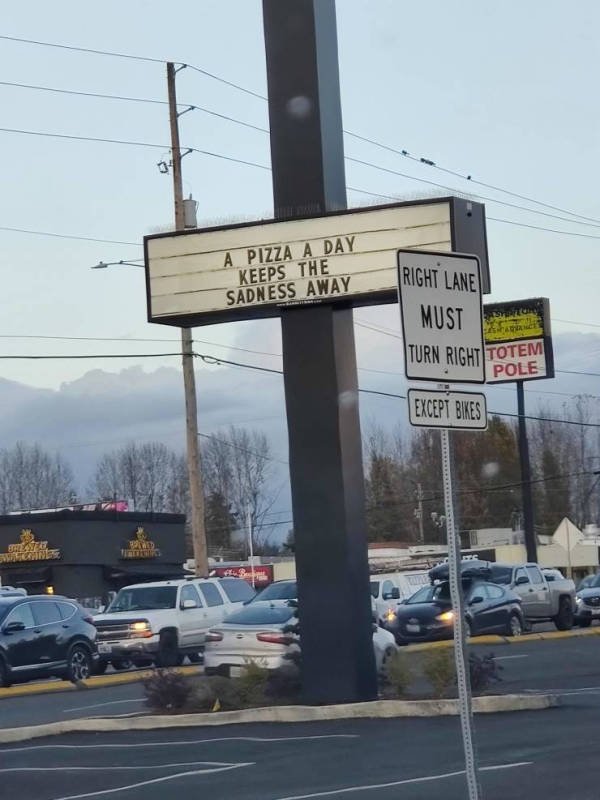 A PIZZA A DAY
KEEPS THE
SADNESS AWAY
RIGHT LANE
MUST
TURN RIGHT
EXCEPT BIKES
TOTEM
POLE